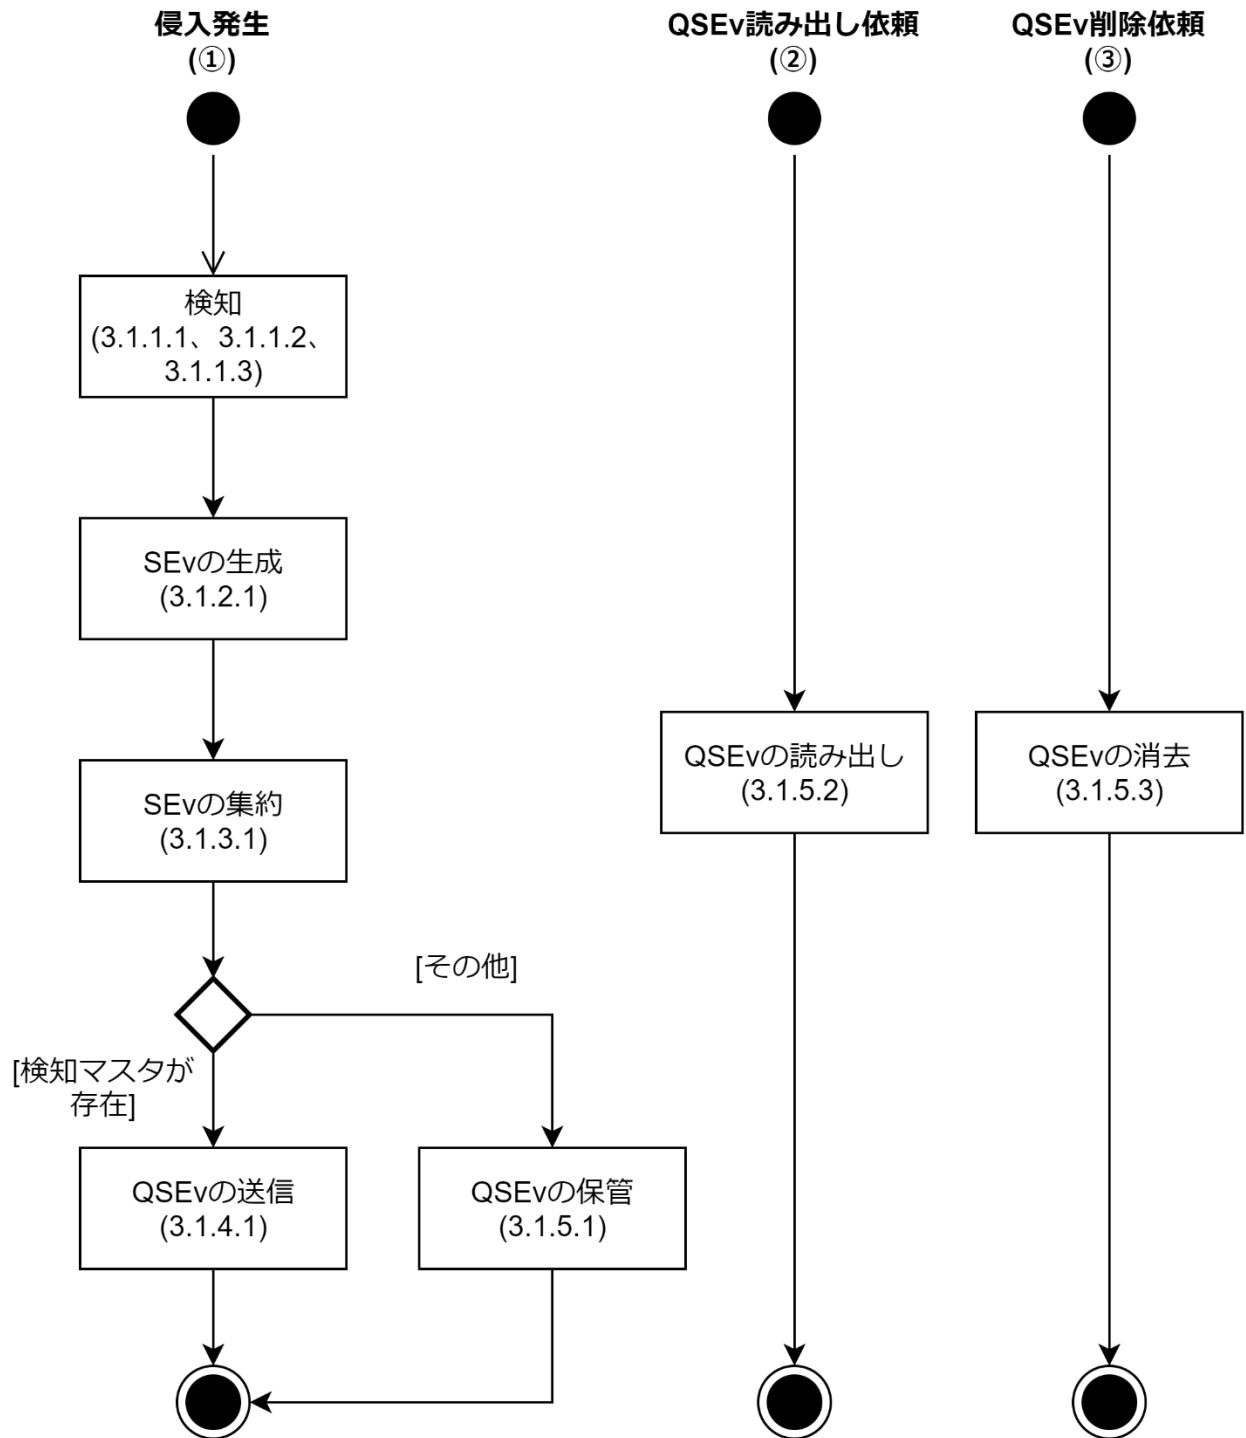 侵入発生
(①)
QSEv読み出し依頼
(②)
QSEv削除依頼
(③)
検知
(3.1.1.1、3.1.1.2、
3.1.1.3)
SEvの生成
(3.1.2.1)
SEvの集約
(3.1.3.1)
QSEvの読み出し
(3.1.5.2)
QSEvの消去
(3.1.5.3)
[その他]
[検知マスタが
存在]
QSEvの送信
(3.1.4.1)
QSEvの保管
(3.1.5.1)